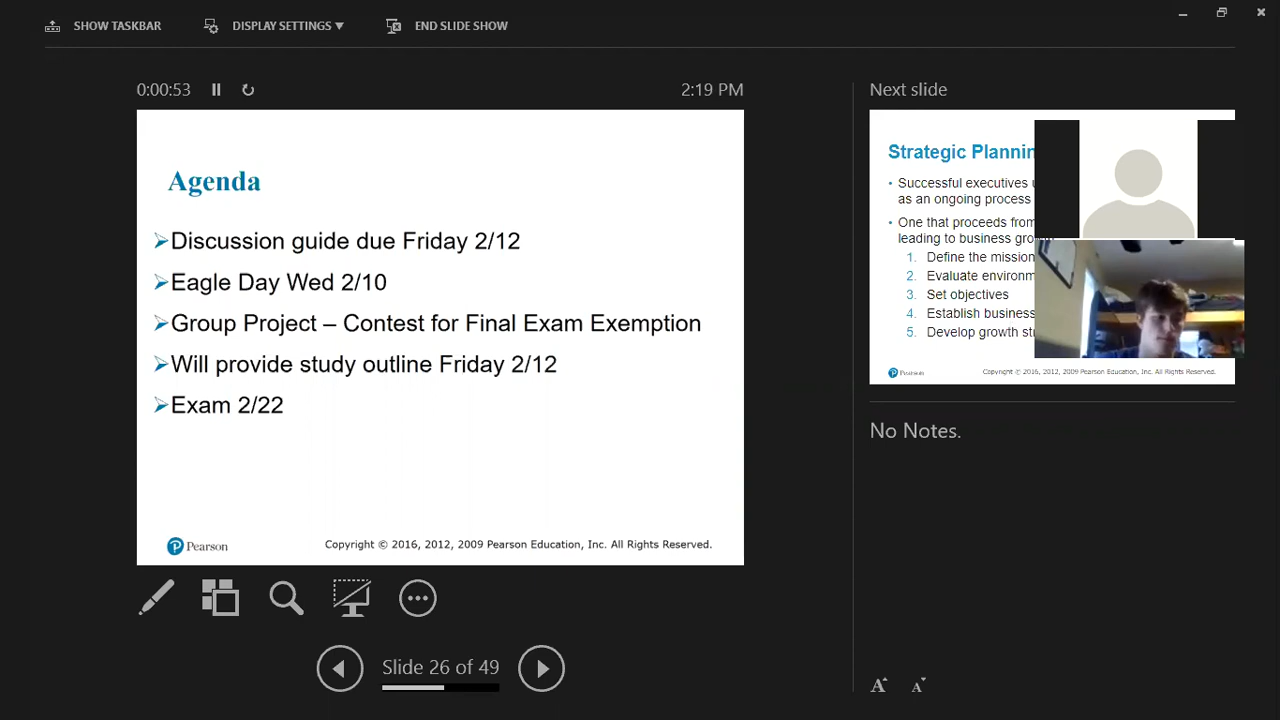 SHOW TASKBAR
DISPLAY SETTINGS
END SLIDE SHOW
0:00:53
2:19 PM
Agenda
Discussion guide due Friday 2/12
Eagle Day Wed 2/10
Group Project – Contest for Final Exam Exemption
Will provide study outline Friday 2/12
Exam 2/22
Pearson
Copyright © 2016, 2012, 2009 Pearson Education, Inc. All Rights Reserved.
Slide 26 of 49
Next slide
Strategic Plannin
• Successful executives
as an ongoing process
• One that proceeds from
leading to business
1. Define the mission
2. Evaluate
3. Set objectives
4. Establish business
5. Develop growth
Pearson
Copyright © 2016, 2012, 2009 Pearson Education, Inc. All Rights Reserved.
No Notes.
A A